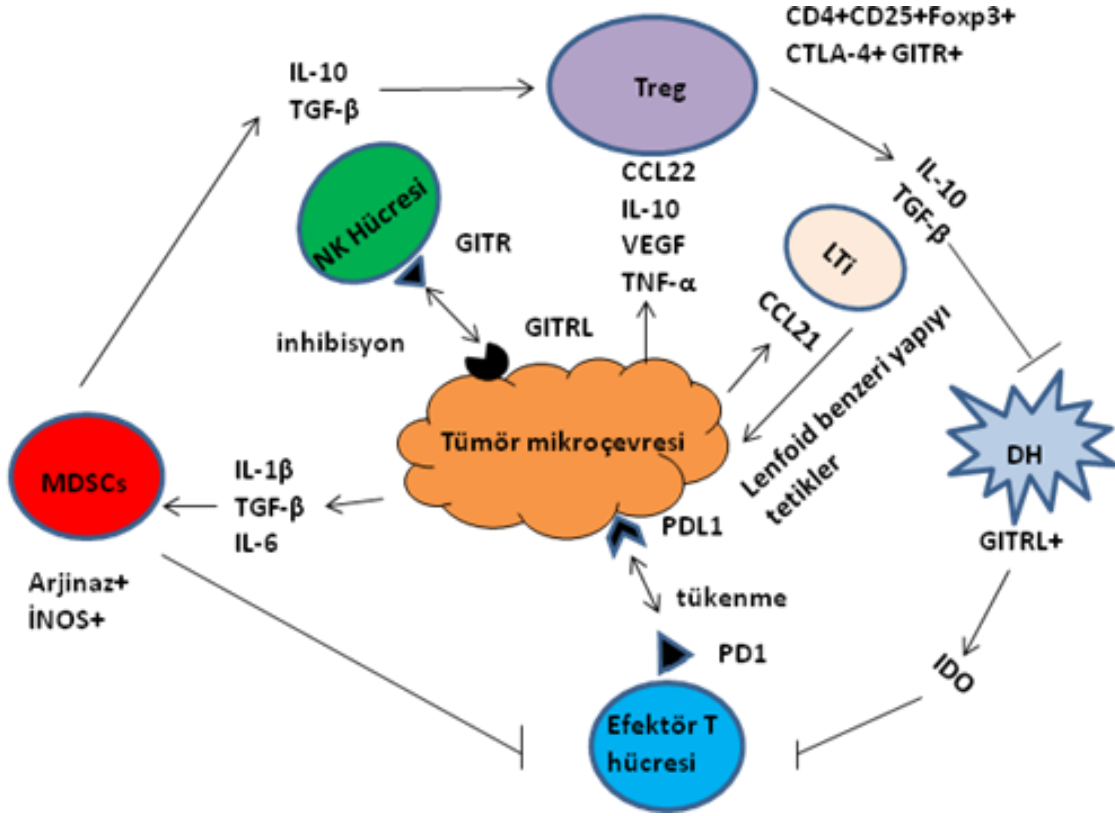 CD4+CD25+Foxp3+
CTLA-4+ GITR+
IL-10
TGF-β
Treg
CCL22
IL-10
VEGF
TNF-α
IL-10
TGF-β
NK Hücresi
GITR
LTi
CCL21
inhibisyon
GITRL
Lenfoid benzeri yapıyı
tetikler
Tümör mikroçevresi
DH
GITRL+
MDSCs
IL-1β
TGF-β
IL-6
Arjinaz+
İNOS+
PDL1
tükenme
PD1
IDO
Efektör T
hücresi